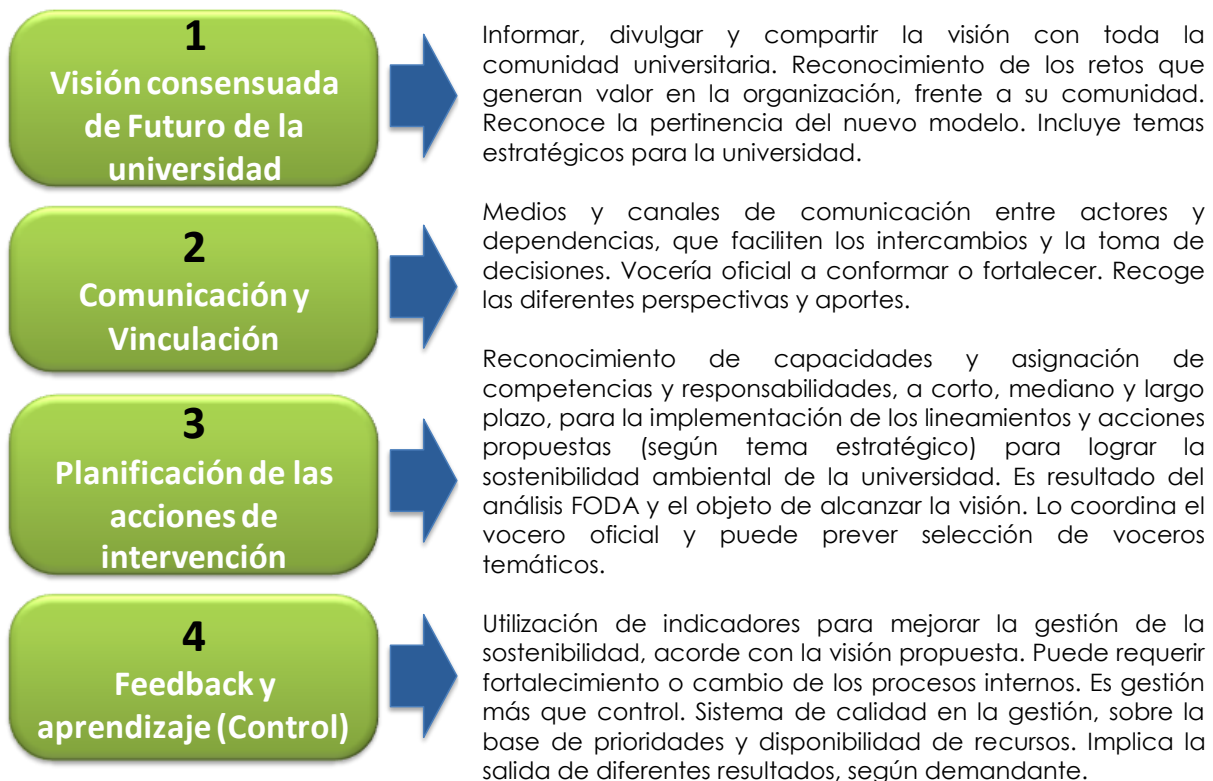 1
Visión consensuada
de Futuro de la
universidad
Informar, divulgar y compartir la visión con toda la
comunidad universitaria. Reconocimiento de los retos que
generan valor en la organización, frente a su comunidad.
Reconoce la pertinencia del nuevo modelo. Incluye temas
estratégicos para la universidad.
2
Comunicación y
Vinculación
Medios y canales de comunicación entre actores y
dependencias, que faciliten los intercambios y la toma de
decisiones. Vocería oficial a conformar o fortalecer. Recoge
las diferentes perspectivas y aportes.
3
Planificación de las
acciones de
intervención
Reconocimiento de capacidades y asignación de
competencias y responsabilidades, a corto, mediano y largo
plazo, para la implementación de los lineamientos y acciones
propuestas (según tema estratégico) para lograr la
sostenibilidad ambiental de la universidad. Es resultado del
análisis FODA y el objeto de alcanzar la visión. Lo coordina el
vocero oficial y puede prever selección de voceros
temáticos.
4
Feedback y
aprendizaje (Control)
Utilización de indicadores para mejorar la gestión de la
sostenibilidad, acorde con la visión propuesta. Puede requerir
fortalecimiento o cambio de los procesos internos. Es gestión
más que control. Sistema de calidad en la gestión, sobre la
base de prioridades y disponibilidad de recursos. Implica la
salida de diferentes resultados, según demandante.